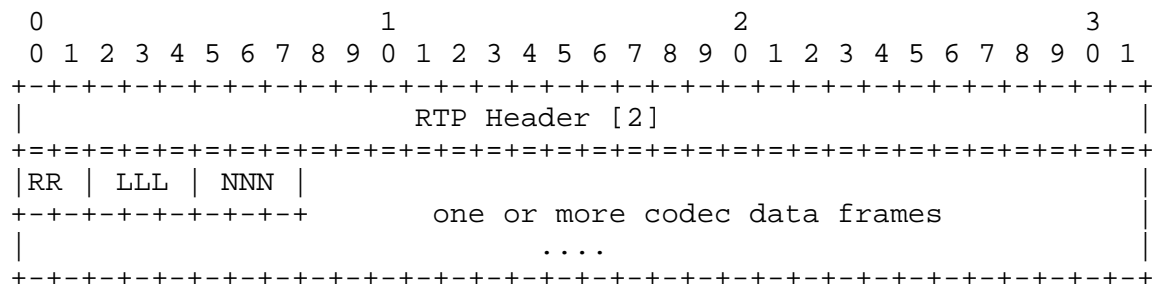 0                   1                   2                   3
 0 1 2 3 4 5 6 7 8 9 0 1 2 3 4 5 6 7 8 9 0 1 2 3 4 5 6 7 8 9 0 1
+-+-+-+-+-+-+-+-+-+-+-+-+-+-+-+-+-+-+-+-+-+-+-+-+-+-+-+-+-+-+-+-+
|                      RTP Header [2]                           |
+=+=+=+=+=+=+=+=+=+=+=+=+=+=+=+=+=+=+=+=+=+=+=+=+=+=+=+=+=+=+=+=+
|RR | LLL | NNN |                                               |
+-+-+-+-+-+-+-+-+       one or more codec data frames           |
|                             ....                              |
+-+-+-+-+-+-+-+-+-+-+-+-+-+-+-+-+-+-+-+-+-+-+-+-+-+-+-+-+-+-+-+-+